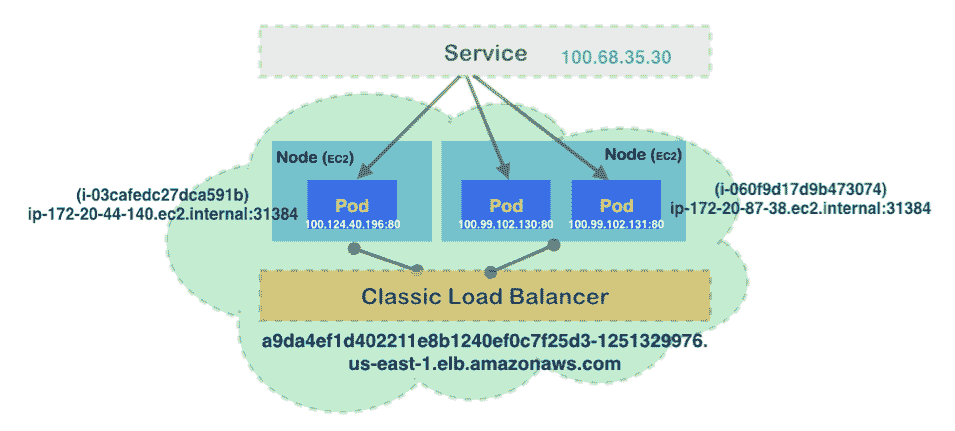 Service 100.68.35.30
Node (EC2)
Node (EC2)
(i-03cafedc27dca591b)
ip-172-20-44-140.ec2.internal:31384
Pod
100.124.40.196:80
Pod
100.99.102.130:80
Pod
100.99.102.131:80
(i-060f9d17d9b473074)
ip-172-20-87-38.ec2.internal:31384
Classic Load Balancer
a9da4ef1d402211e8b1240ef0c7f25d3-1251329976.
us-east-1.elb.amazonaws.com